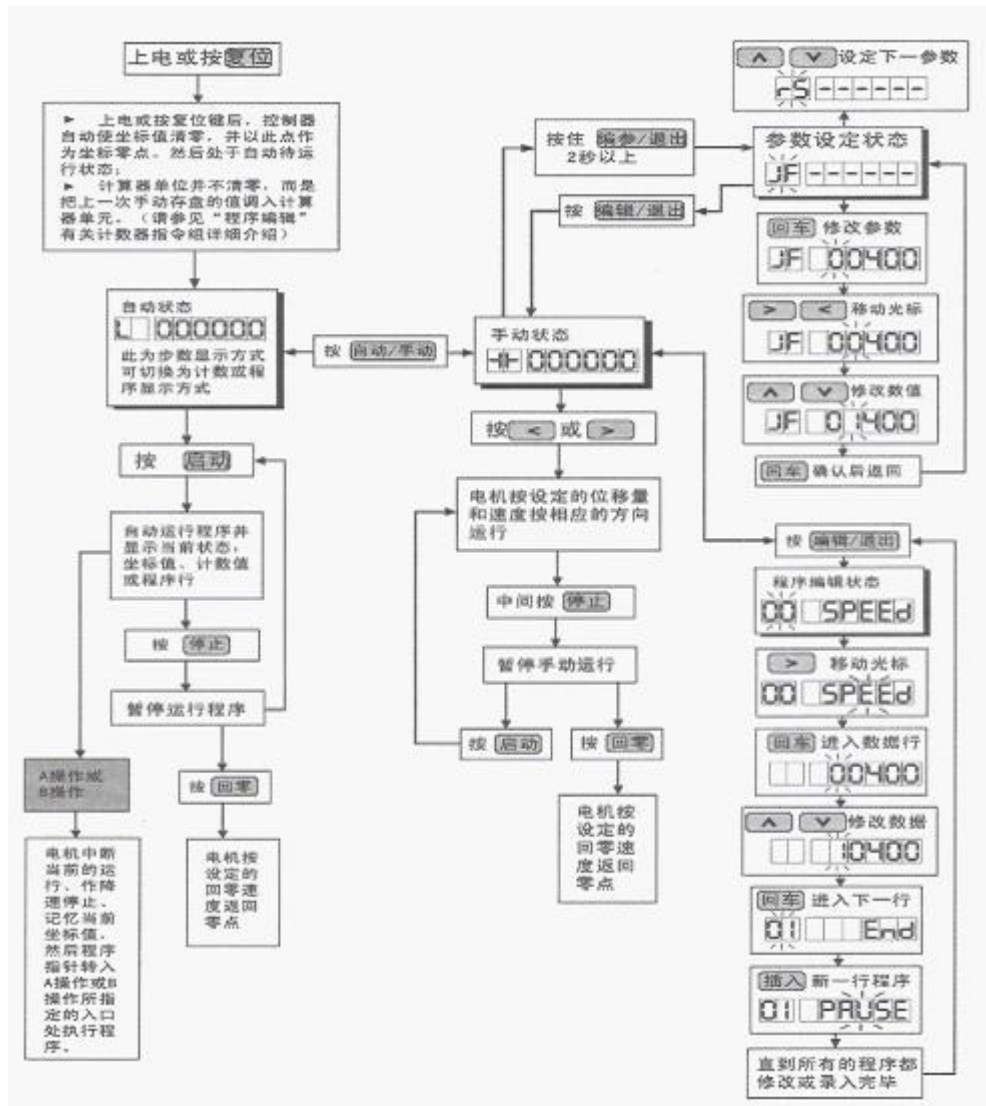 上电或按复位
► 上电或按复位键后，控制器
自动使坐标值清零，并以此点作
为坐标零点。然后处于自动待运
行状态；
► 计算器单位并不清零，而是
把上一次手动存盘的值调入计算
器单元。（请参见“程序编辑”
有关计数器指令组详细介绍）
自动状态
L 000000
此为步数显示方式
可切换为计数或程
序显示方式
按 启动
自动运行程序并
显示当前状态：
坐标值、计数值
或程序行
按 停止
暂停运行程序
A操作或
B操作
电机中断
当前的运
行、作降
速停止、
记忆当前
坐标值，
然后程序
指针转入
A操作或B
操作所指
定的入口
处执行程
序。
按 回零
电机按
设定的
回零速
度返回
零点
按 自动/手动
按住 编参/退出
2秒以上
按 编辑/退出
手动状态
000000
按 < 或 >
电机按设定的位移量
和速度按相应的方向
运行
中间按 停止
暂停手动运行
按 启动
按 回零
电机按
设定的
回零速
度返回
零点
∧ ∨ 设定下一参数
rS ------
参数设定状态
JF ------
回车 修改参数
JF 00400
> < 移动光标
JF 00400
∧ ∨ 修改数值
JF 01400
回车 确认后返回
按 编辑/退出
程序编辑状态
00 SPEEd
> 移动光标
00 SPEEd
回车 进入数据行
00400
∧ ∨ 修改数据
10400
回车 进入下一行
01 End
插入 新一行程序
01 PAUSE
直到所有的程序都
修改或录入完毕